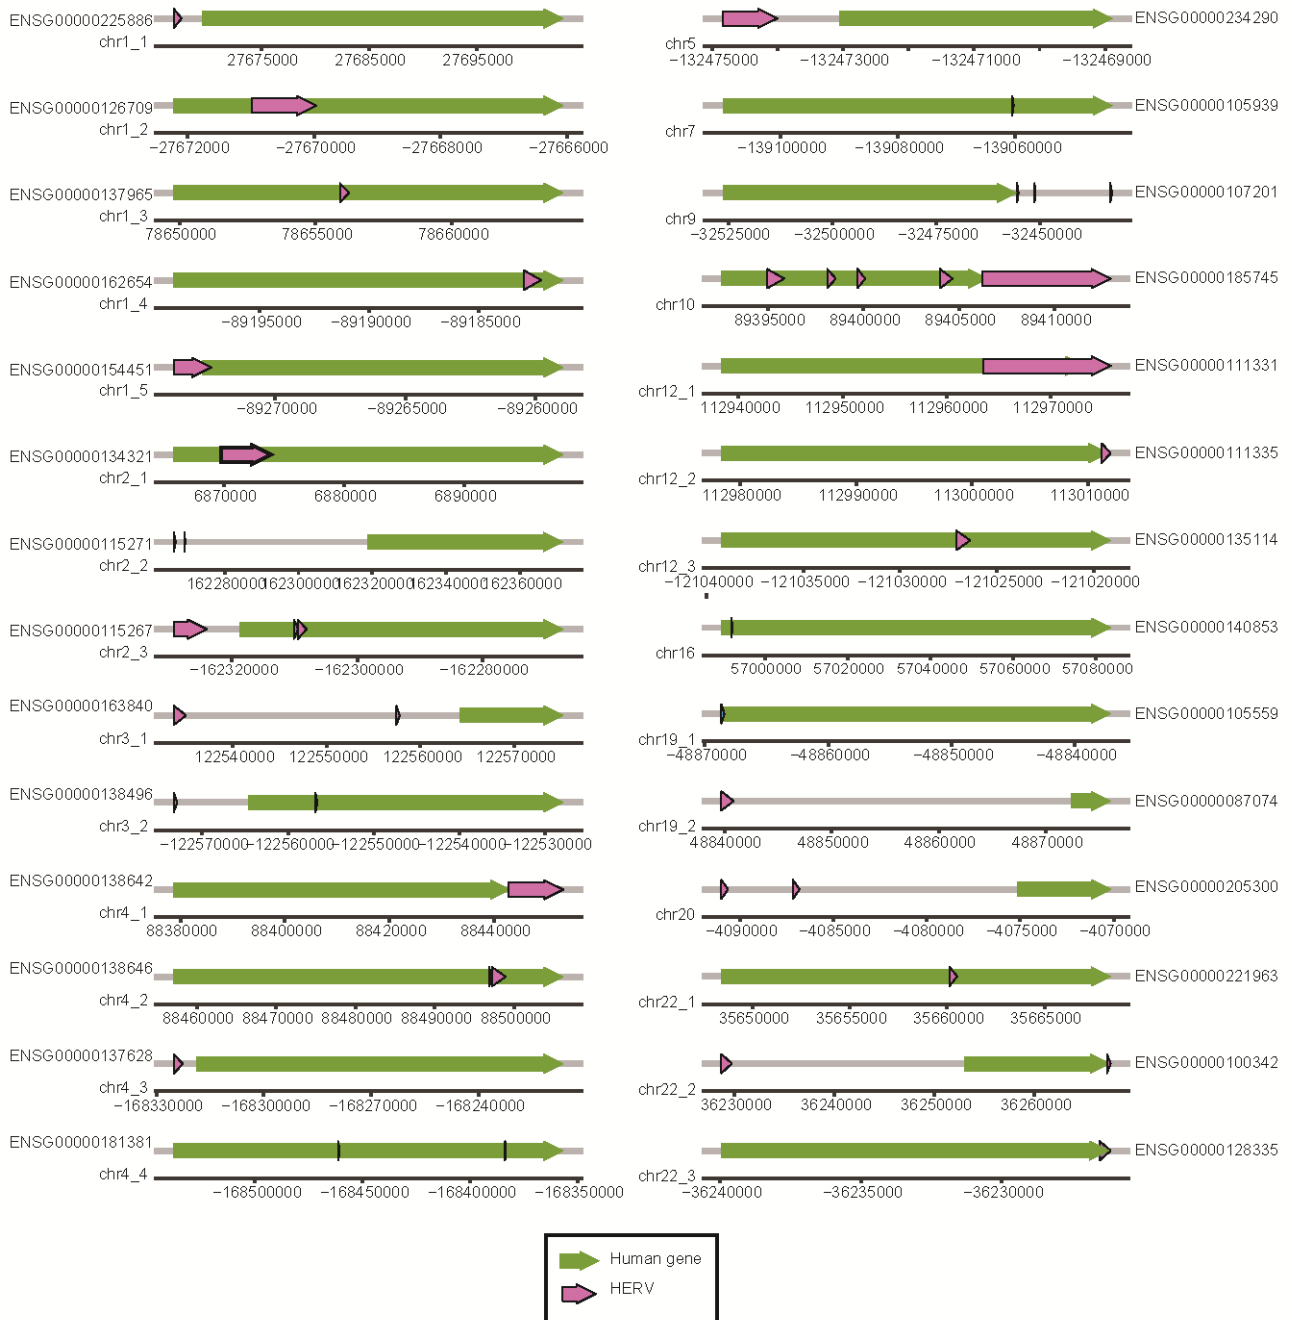 ENSG00000225886
chr1_1
27675000 27685000 27695000
ENSG00000126709
chr1_2
−27672000 −27670000 −27668000 −27666000
ENSG00000137965
chr1_3
78650000 78655000 78660000
ENSG00000162654
chr1_4
−89195000 −89190000 −89185000
ENSG00000154451
chr1_5
−89270000 −89265000 −89260000
ENSG00000134321
chr2_1
6870000 6880000 6890000
ENSG00000115271
chr2_2
162280000 162300000 162320000 162340000 162360000
ENSG00000115267
chr2_3
−162320000 −162300000 −162280000
ENSG00000163840
chr3_1
122540000 122550000 122560000 122570000
ENSG00000138496
chr3_2
−122570000 −122560000 −122550000 −122540000 −122530000
ENSG00000138642
chr4_1
88380000 88400000 88420000 88440000
ENSG00000138646
chr4_2
88460000 88470000 88480000 88490000 88500000
ENSG00000137628
chr4_3
−168330000 −168300000 −168270000 −168240000
ENSG00000181381
chr4_4
−168500000 −168450000 −168400000 −168350000
ENSG00000234290
chr5
−132475000 −132473000 −132471000 −132469000
ENSG00000105939
chr7
−139100000 −139080000 −139060000
ENSG00000107201
chr9
−32525000 −32500000 −32475000 −32450000
ENSG00000185745
chr10
89395000 89400000 89405000 89410000
ENSG00000111331
chr12_1
112940000 112950000 112960000 112970000
ENSG00000111335
chr12_2
112980000 112990000 113000000 113010000
ENSG00000135114
chr12_3
−121040000 −121035000 −121030000 −121025000 −121020000
ENSG00000140853
chr16
57000000 57020000 57040000 57060000 57080000
ENSG00000105559
chr19_1
−48870000 −48860000 −48850000 −48840000
ENSG00000087074
chr19_2
48840000 48850000 48860000 48870000
ENSG00000205300
chr20
−4090000 −4085000 −4080000 −4075000 −4070000
ENSG00000221963
chr22_1
35650000 35655000 35660000 35665000
ENSG00000100342
chr22_2
36230000 36240000 36250000 36260000
ENSG00000128335
chr22_3
−36240000 −36235000 −36230000
Human gene
HERV